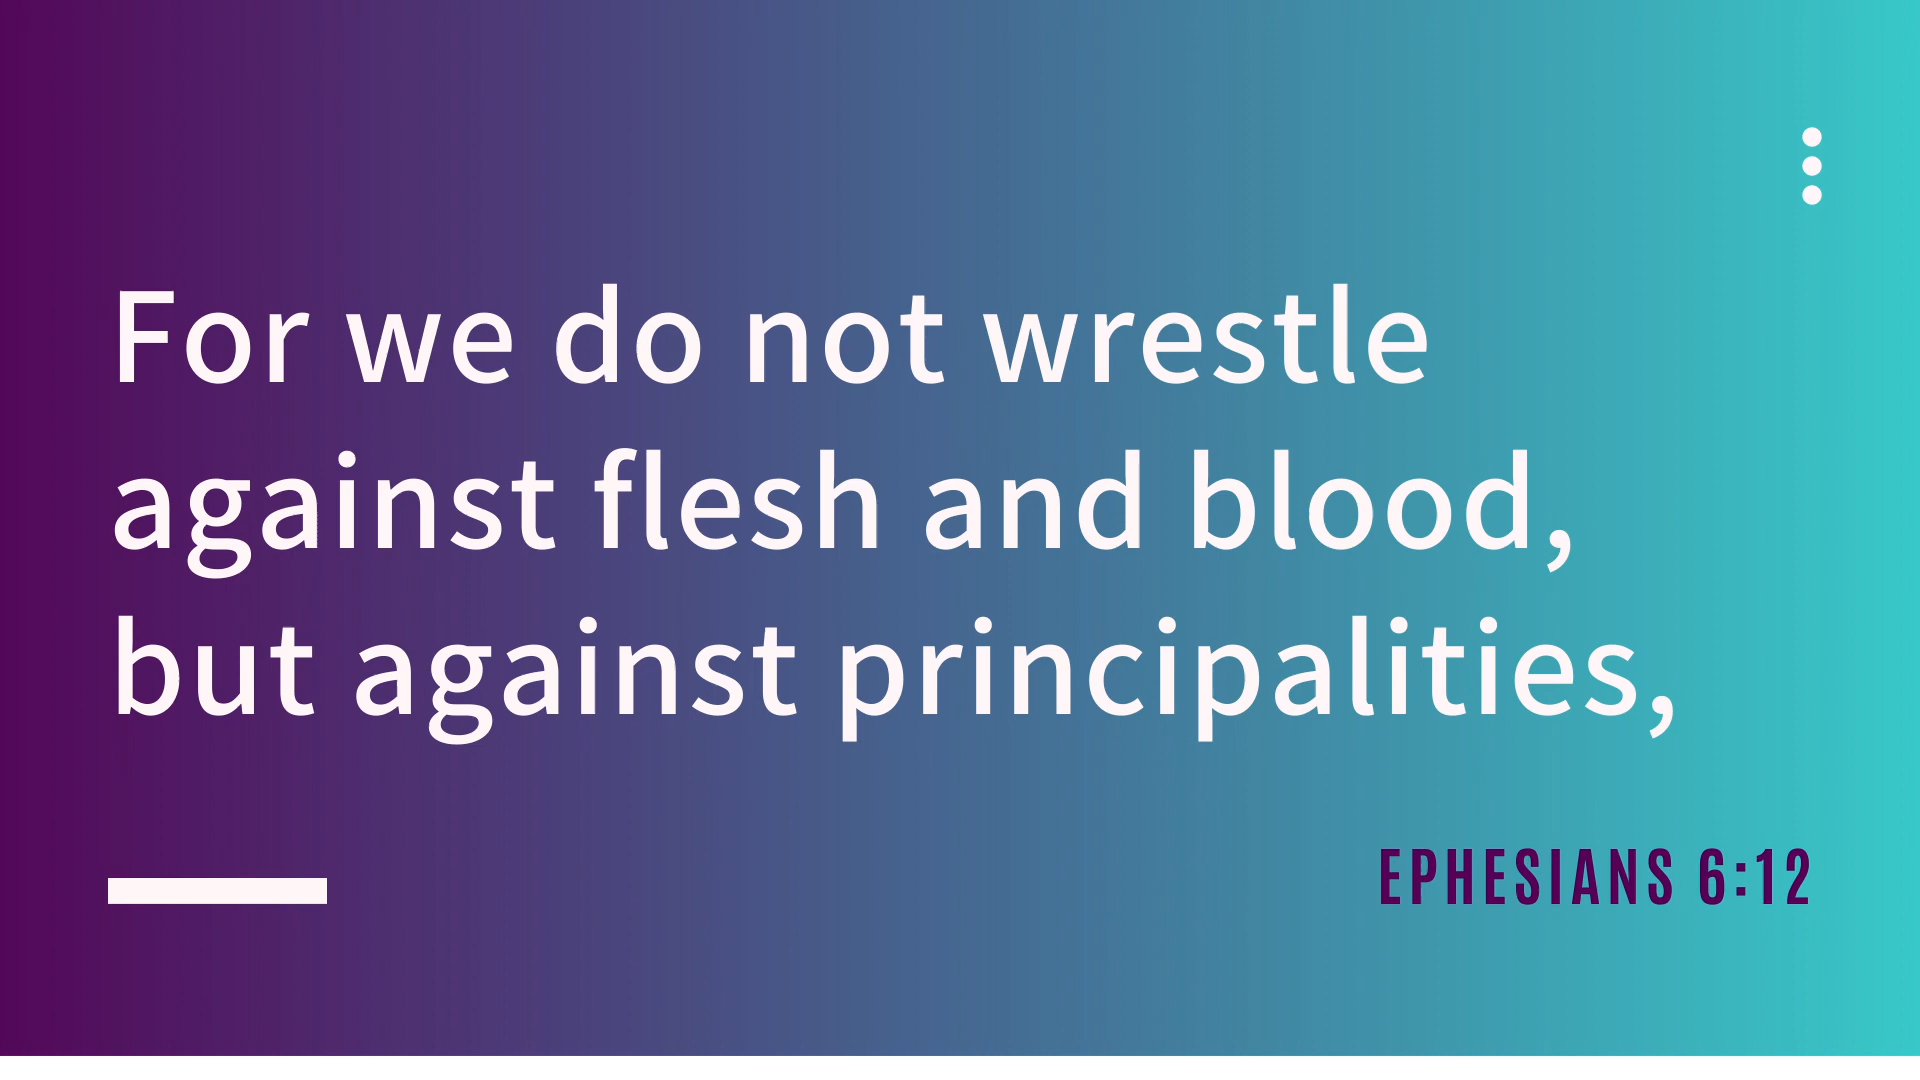 For we do not wrestle
against flesh and blood,
but against principalities,
EPHESIANS 6:12